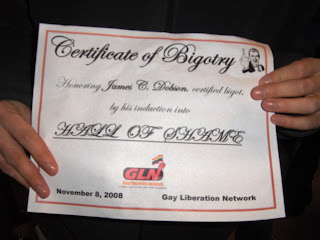 Certificate of Bigotry
Honoring James C. Dobson, certified bigot,
by his induction into
HALL OF SHAME
GLN
November 8, 2008
Gay Liberation Network